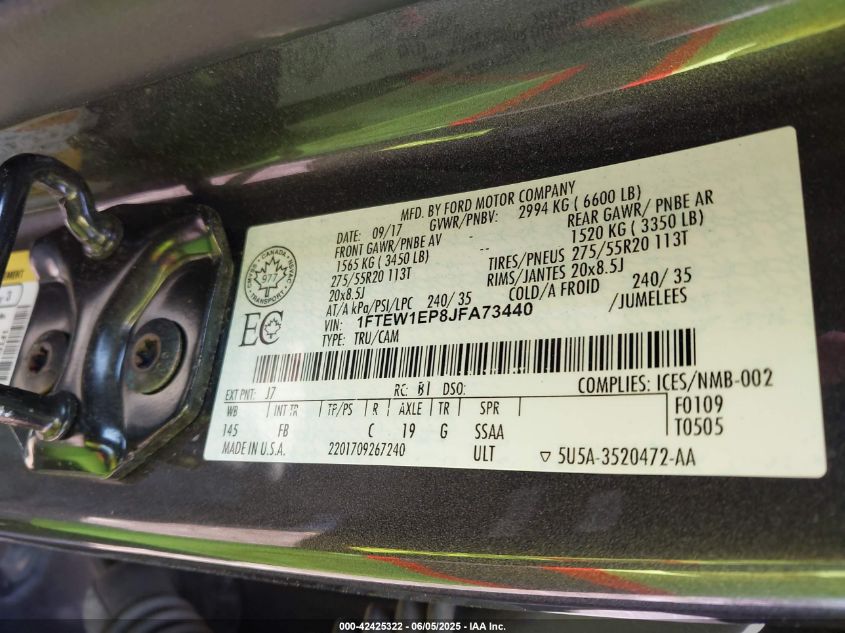 MFD. BY FORD MOTOR COMPANY
DATE: 09/17 GVWR/PNBV: 2994 KG ( 6600 LB)
FRONT GAWR/PNBE AV -- REAR GAWR/ PNBE AR
1565 KG ( 3450 LB) -- 1520 KG ( 3350 LB)
275/55R20 113T TIRES/PNEUS 275/55R20 113T
20x8.5J RIMS/JANTES 20x8.5J
AT/A kPa/PSI/LPC 240/ 35 COLD/A FROID 240/ 35
VIN: 1FTEW1EP8JFA73440 /JUMELEES
TYPE: TRU/CAM
CANADA
977
TRANSPORT
EC
EXT PNT: J7 RC: B1 DSO: COMPLIES: ICES/NMB-002
WB INT TR TP/PS R AXLE TR SPR F0109
145 FB C 19 G SSAA T0505
MADE IN U.S.A. 2201709267240 ULT ▽ 5U5A-3520472-AA
000-42425322 - 06/05/2025 - IAA Inc.